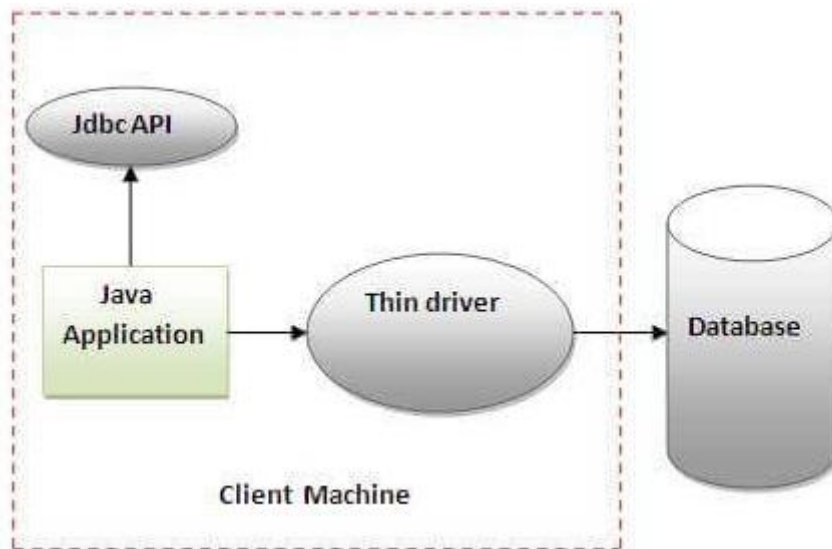 Jdbc API
Java
Application
Thin driver
Database
Client Machine